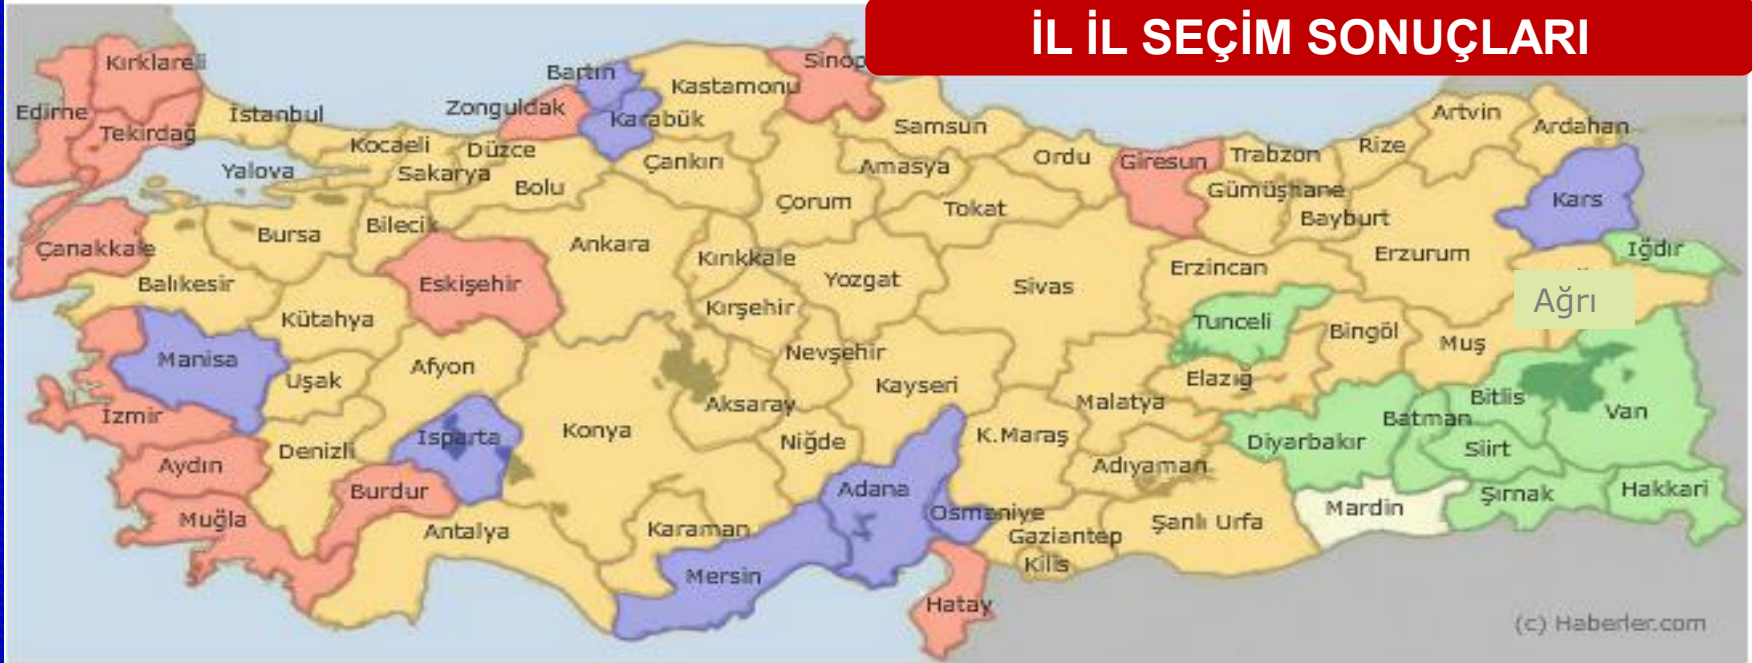 İL İL SEÇİM SONUÇLARI
Kırklareli
Edirne
Tekirdağ
İstanbul
Yalova
Kocaeli
Sakarya
Düzce
Bolu
Zonguldak
Bartın
Karabük
Kastamonu
Sinop
Çankırı
Samsun
Amasya
Çorum
Tokat
Ordu
Giresun
Trabzon
Gümüşhane
Bayburt
Rize
Artvin
Ardahan
Kars
Iğdır
Çanakkale
Balıkesir
Bursa
Bilecik
Eskişehir
Kütahya
Ankara
Kırıkkale
Kırşehir
Yozgat
Sivas
Erzincan
Erzurum
Ağrı
Tunceli
Bingöl
Muş
Manisa
Uşak
Afyon
Nevşehir
Kayseri
Aksaray
Malatya
Elazığ
Bitlis
Van
Batman
İzmir
Aydın
Denizli
Isparta
Konya
Niğde
K.Maraş
Adıyaman
Diyarbakır
Siirt
Şırnak
Hakkari
Mardin
Muğla
Burdur
Antalya
Karaman
Mersin
Adana
Osmaniye
Gaziantep
Kilis
Şanlı Urfa
Hatay
(c) Haberler.com